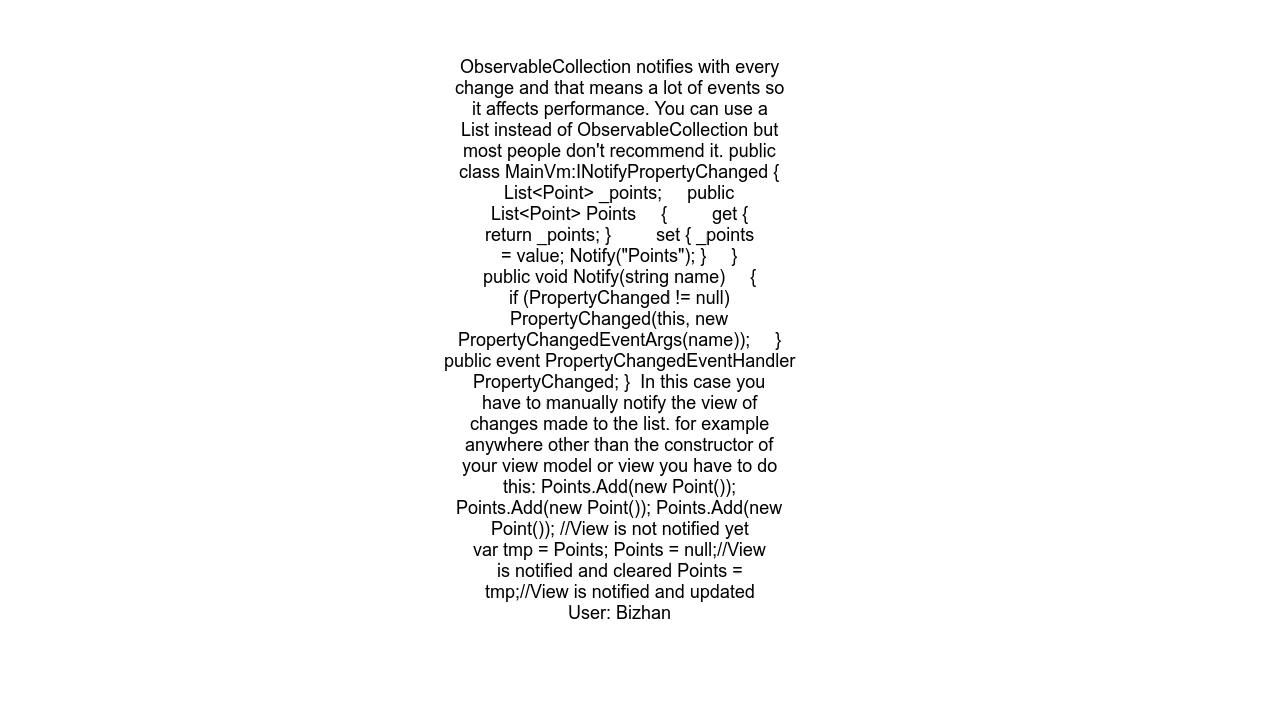 ObservableCollection notifies with every
change and that means a lot of events so
it affects performance. You can use a
List instead of ObservableCollection but
most people don't recommend it. public
class MainVm:INotifyPropertyChanged {
List<Point> _points;     public
List<Point> Points     {         get {
return _points; }         set { _points
= value; Notify("Points"); }     }
public void Notify(string name)     {
if (PropertyChanged != null)
PropertyChanged(this, new
PropertyChangedEventArgs(name));     }
public event PropertyChangedEventHandler
PropertyChanged; }  In this case you
have to manually notify the view of
changes made to the list. for example
anywhere other than the constructor of
your view model or view you have to do
this: Points.Add(new Point());
Points.Add(new Point()); Points.Add(new
Point()); //View is not notified yet
var tmp = Points; Points = null;//View
is notified and cleared Points =
tmp;//View is notified and updated
User: Bizhan